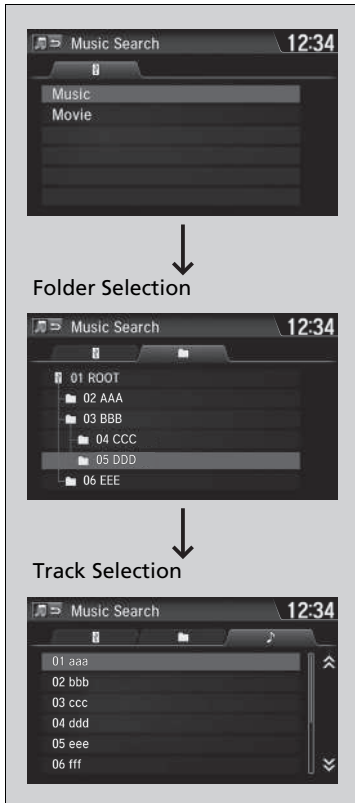 Music Search 12:34
Music
Movie
Folder Selection
Music Search 12:34
01 ROOT
02 AAA
03 BBB
04 CCC
05 DDD
06 EEE
Track Selection
Music Search 12:34
01 aaa
02 bbb
03 ccc
04 ddd
05 eee
06 fff